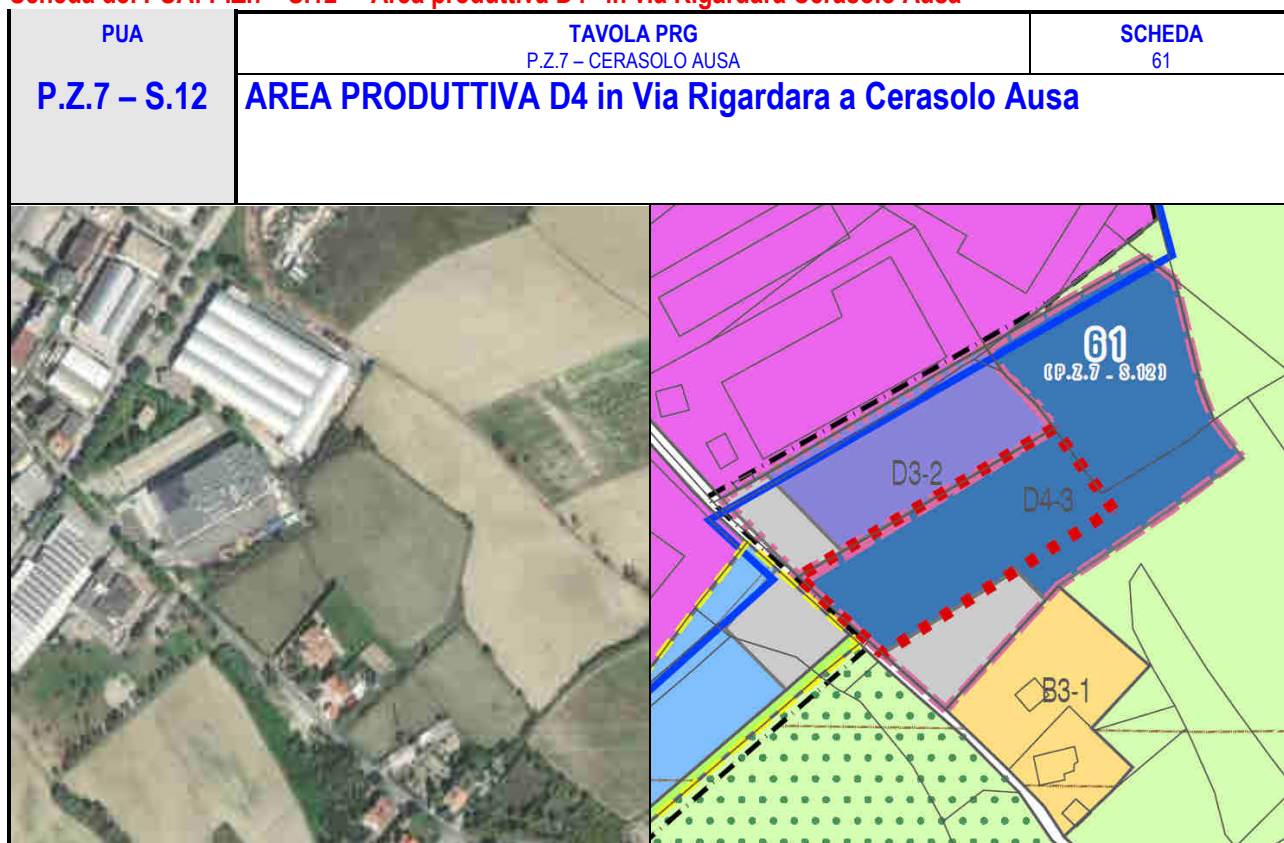 PUA
TAVOLA PRG
P.Z.7 – CERASOLO AUSA
SCHEDA
61
P.Z.7 – S.12
AREA PRODUTTIVA D4 in Via Rigardara a Cerasolo Ausa
61
(P.Z.7 - S.12)
D3-2
D4-3
B3-1